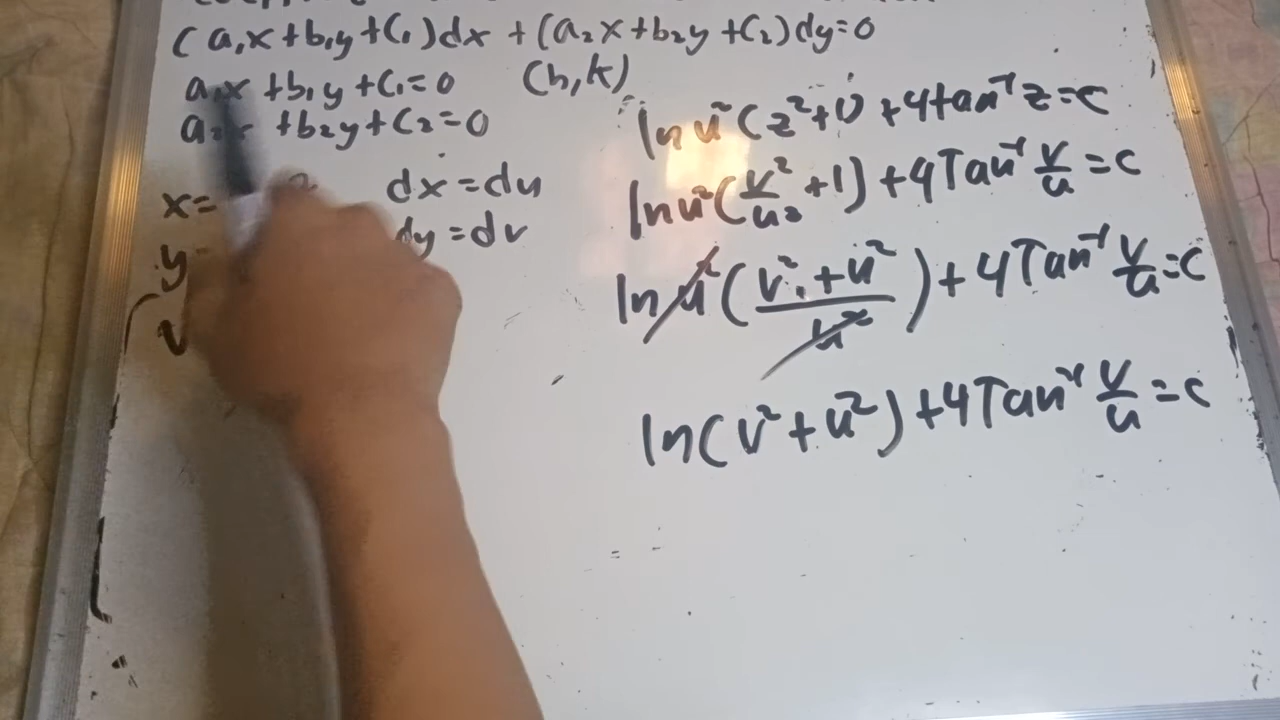 (a₁x+b₁y+C₁)dx + (a₂x+b₂y+C₂)dy=0
a₁x+b₁y+C₁=0 (h,k)
+b₂y+C₂=0
x= dx=du
y= dy=dv
v
ln u²(z²+1)+4tan⁻¹z=c
ln u²(v²/u²+1)+4Tan⁻¹ v/u=c
ln u²((v²+u²)/u²)+4Tan⁻¹ v/u=c
ln(v²+u²)+4Tan⁻¹ v/u=c